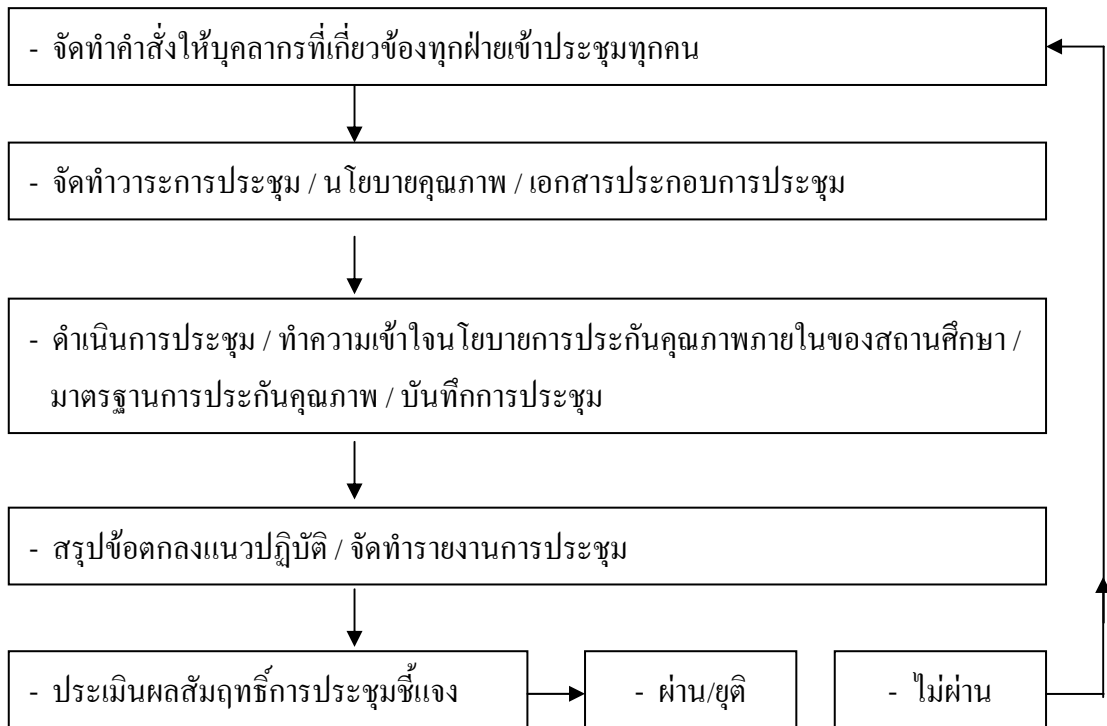 - จัดทำคำสั่งให้บุคลากรที่เกี่ยวข้องทุกฝ่ายเข้าประชุมทุกคน
- จัดทำวาระการประชุม / นโยบายคุณภาพ / เอกสารประกอบการประชุม
- ดำเนินการประชุม / ทำความเข้าใจนโยบายการประกันคุณภาพภายในของสถานศึกษา /
มาตรฐานการประกันคุณภาพ / บันทึกการประชุม
- สรุปข้อตกลงแนวปฏิบัติ / จัดทำรายงานการประชุม
- ประเมินผลสัมฤทธิ์การประชุมชี้แจง
- ผ่าน/ยุติ
- ไม่ผ่าน